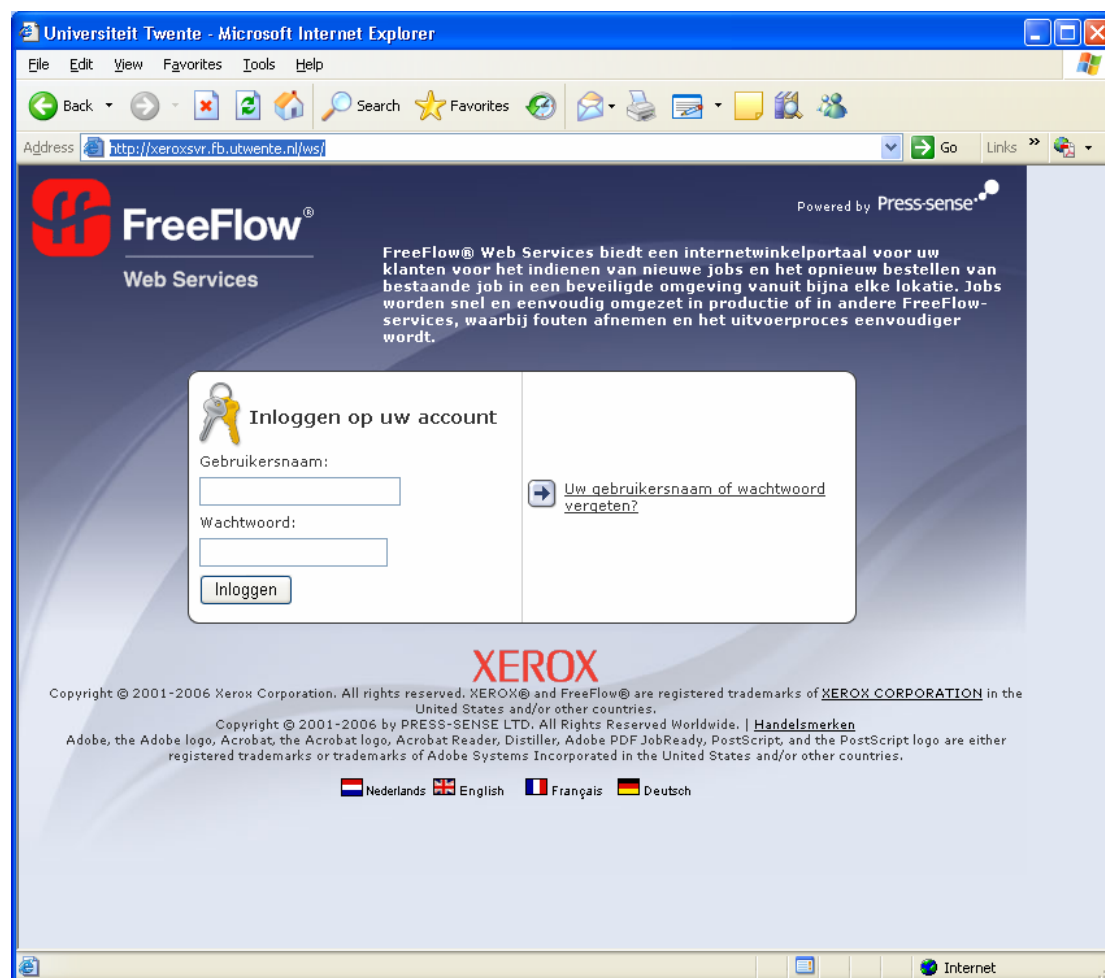 Universiteit Twente - Microsoft Internet Explorer
File Edit View Favorites Tools Help
Back Search Favorites
Address http://xeroxsvr.fb.utwente.nl/ws/ Go Links »
ff
FreeFlow®
Web Services
Powered by Press-sense
FreeFlow® Web Services biedt een internetwinkelportaal voor uw
klanten voor het indienen van nieuwe jobs en het opnieuw bestellen van
bestaande job in een beveiligde omgeving vanuit bijna elke lokatie. Jobs
worden snel en eenvoudig omgezet in productie of in andere FreeFlow-
services, waarbij fouten afnemen en het uitvoerproces eenvoudiger
wordt.
Inloggen op uw account
Gebruikersnaam:
Wachtwoord:
Inloggen
Uw gebruikersnaam of wachtwoord
vergeten?
XEROX
Copyright © 2001-2006 Xerox Corporation. All rights reserved. XEROX® and FreeFlow® are registered trademarks of XEROX CORPORATION in the
United States and/or other countries.
Copyright © 2001-2006 by PRESS-SENSE LTD. All Rights Reserved Worldwide. | Handelsmerken
Adobe, the Adobe logo, Acrobat, the Acrobat logo, Acrobat Reader, Distiller, Adobe PDF JobReady, PostScript, and the PostScript logo are either
registered trademarks or trademarks of Adobe Systems Incorporated in the United States and/or other countries.
Nederlands English Français Deutsch
Internet